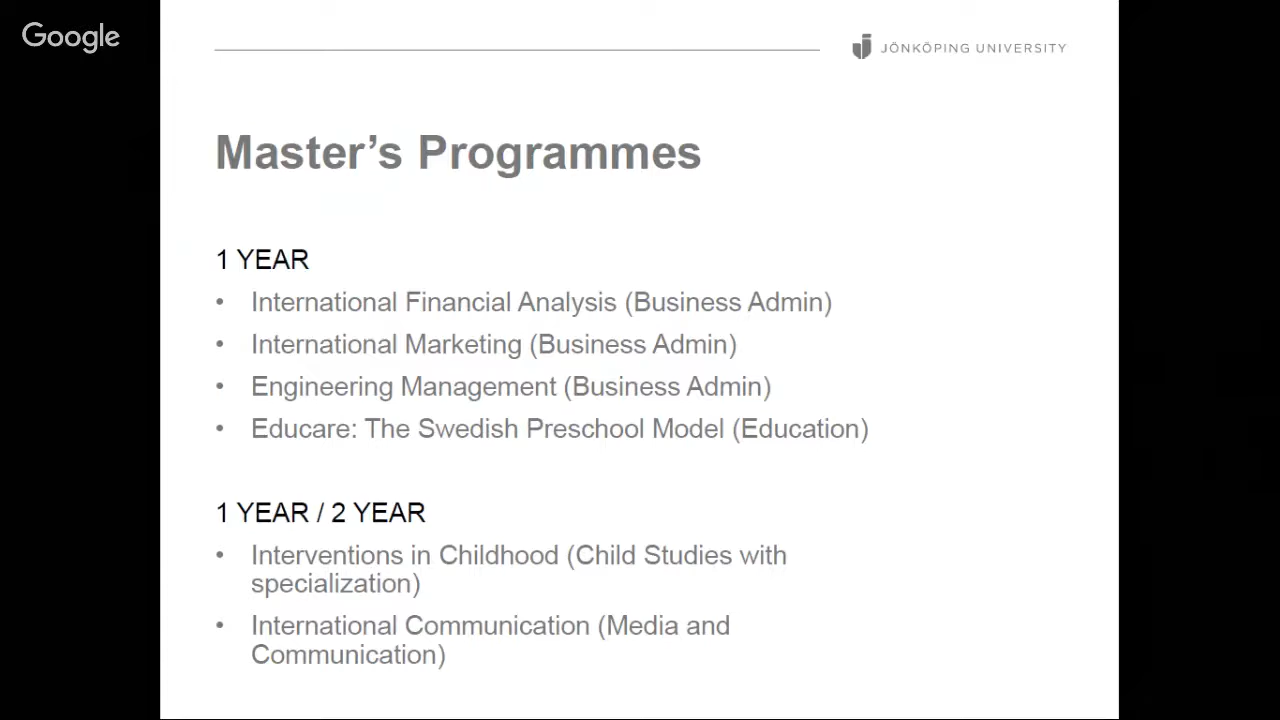 Google
JÖNKÖPING UNIVERSITY
Master’s Programmes
1 YEAR
• International Financial Analysis (Business Admin)
• International Marketing (Business Admin)
• Engineering Management (Business Admin)
• Educare: The Swedish Preschool Model (Education)
1 YEAR / 2 YEAR
• Interventions in Childhood (Child Studies with
specialization)
• International Communication (Media and
Communication)